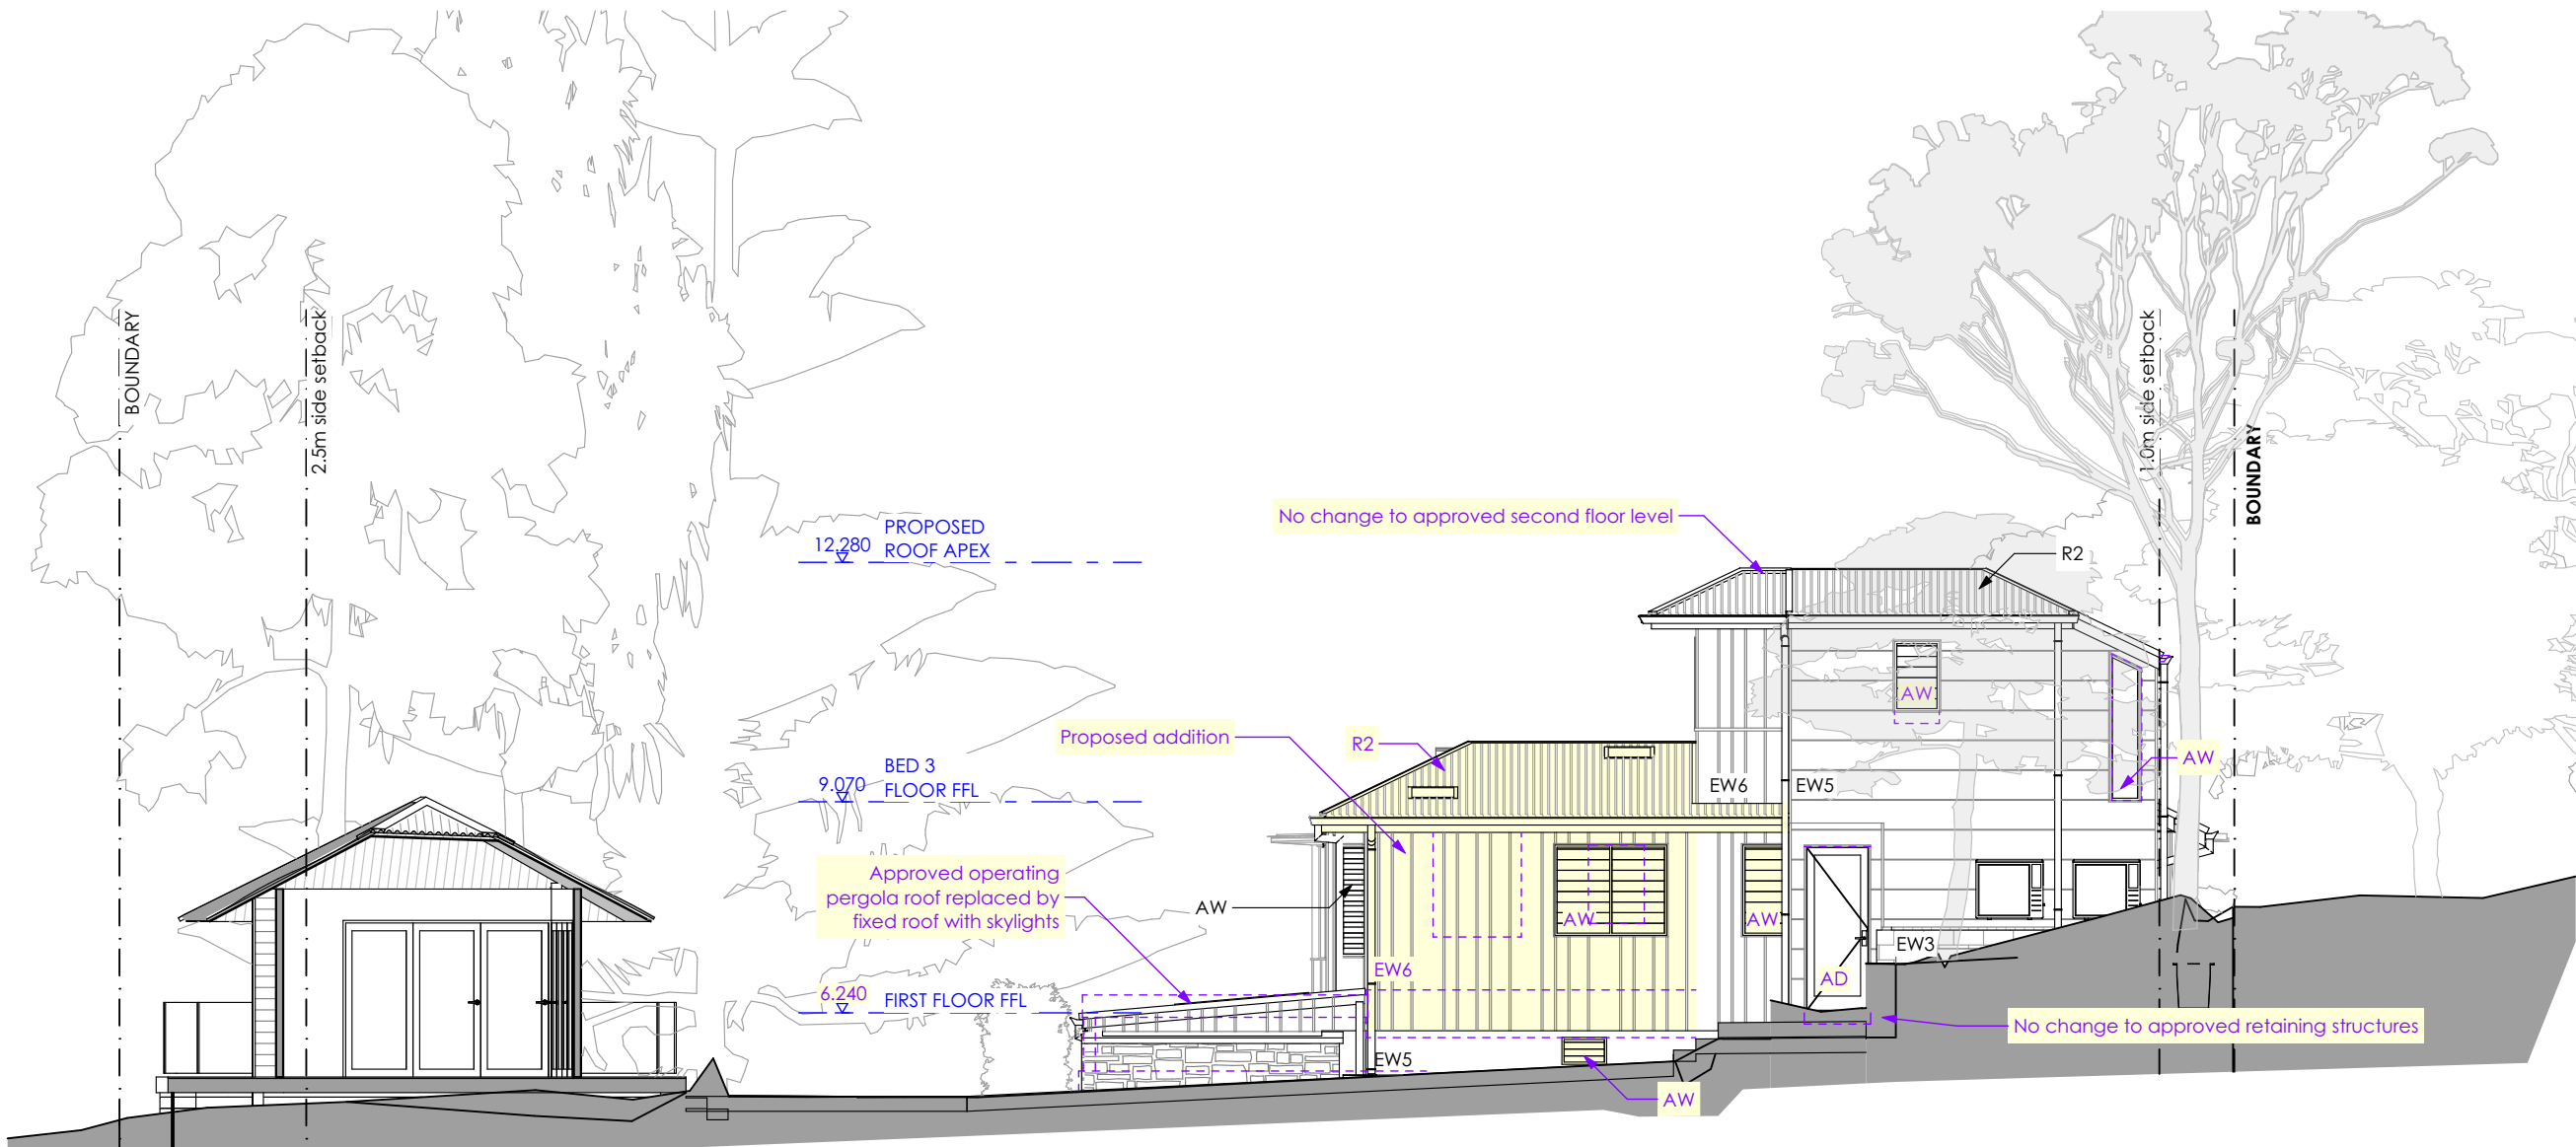 BOUNDARY
2.5m side setback
12.280
PROPOSED
ROOF APEX
9.070
BED 3
FLOOR FFL
6.240
FIRST FLOOR FFL
Approved operating
pergola roof replaced by
fixed roof with skylights
Proposed addition
No change to approved second floor level
R2
R2
AW
AW
AW
AW
AW
AW
EW6
EW5
EW6
EW5
EW3
AD
No change to approved retaining structures
1.0m side setback
BOUNDARY